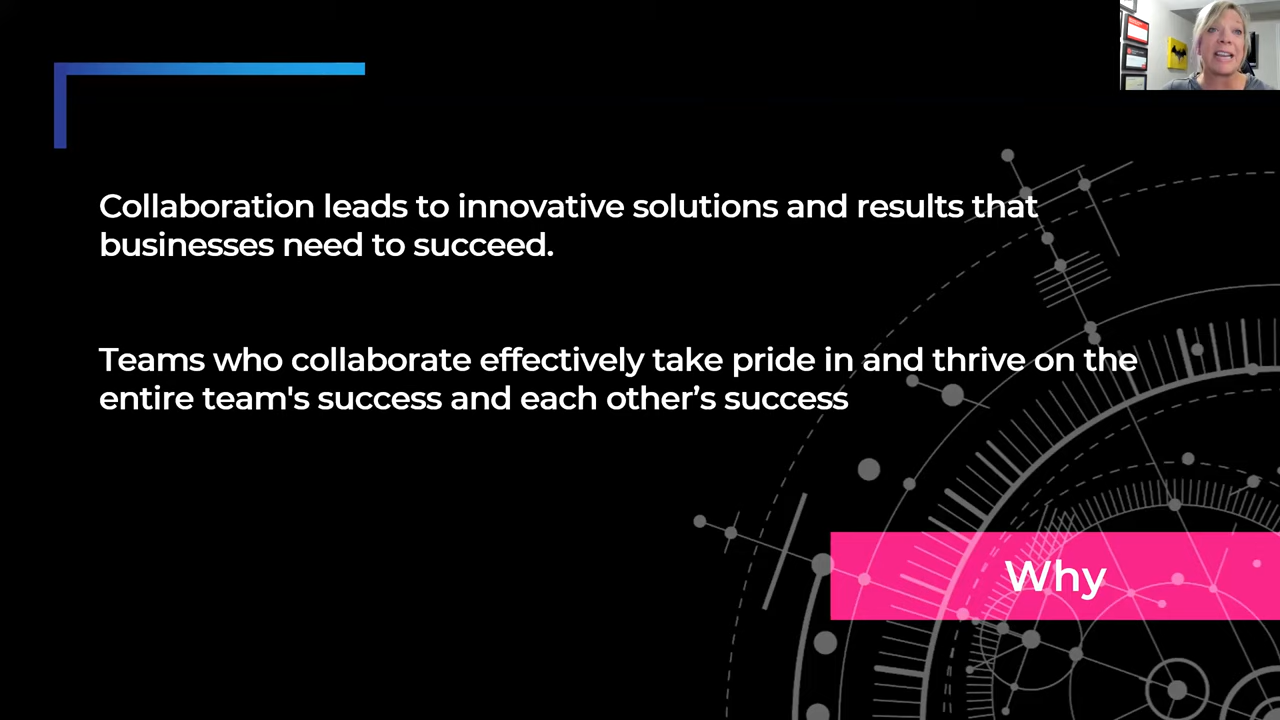 Collaboration leads to innovative solutions and results that
businesses need to succeed.
Teams who collaborate effectively take pride in and thrive on the
entire team's success and each other’s success
Why